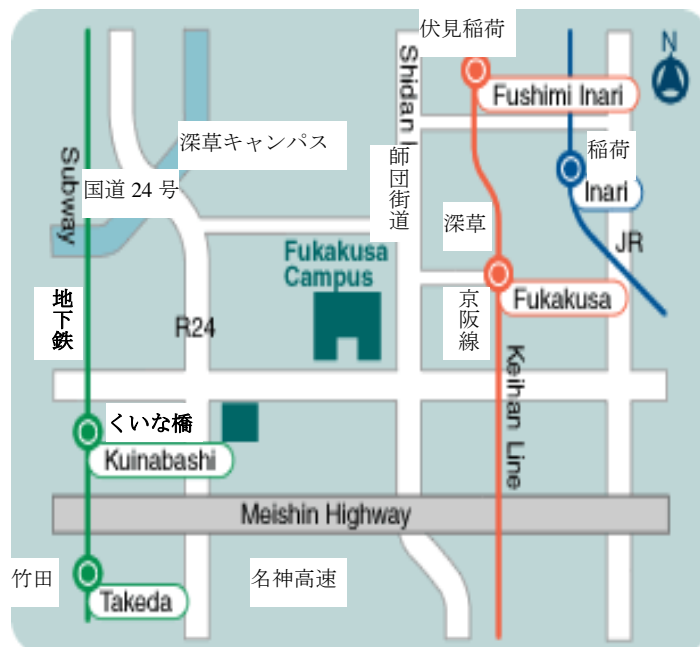 伏見稲荷
N
Shidan
Fushimi Inari
深草キャンパス
師団街道
稲荷
Subway
国道 24 号
Inari
深草
JR
Fukakusa
Campus
Fukakusa
地下鉄
京阪線
R24
Keihan Line
くいな橋
Kuinabashi
Meishin Highway
竹田
名神高速
Takeda